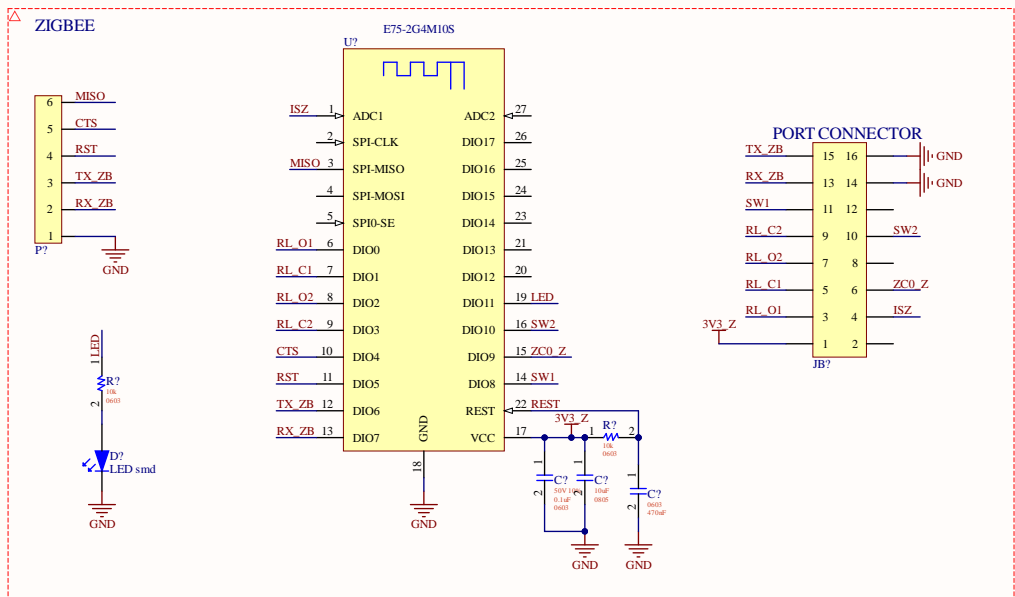 ZIGBEE
E75-2G4M10S
U?
6 MISO
5 CTS
4 RST
3 TX_ZB
2 RX_ZB
1
P?
GND
1 LED
R?
10k
0603
2
D?
LED smd
GND
ISZ 1 ADC1
2 SPI-CLK
MISO 3 SPI-MISO
4 SPI-MOSI
5 SPI0-SE
RL_O1 6 DIO0
RL_C1 7 DIO1
RL_O2 8 DIO2
RL_C2 9 DIO3
CTS 10 DIO4
RST 11 DIO5
TX_ZB 12 DIO6
RX_ZB 13 DIO7
GND
18
GND
ADC2 27
DIO17 26
DIO16 25
DIO15 24
DIO14 23
DIO13 21
DIO12 20
DIO11 19 LED
DIO10 16 SW2
DIO9 15 ZC0_Z
DIO8 14 SW1
REST 22 REST
VCC 17
3V3_Z
1 R? 2
10k
0603
1
C?
50V 10%
0.1uF
0603
2
1
C?
10uF
0805
2
GND
1
C?
0603
470nF
2
GND
PORT CONNECTOR
TX_ZB 15 16 GND
RX_ZB 13 14 GND
SW1 11 12
RL_C2 9 10 SW2
RL_O2 7 8
RL_C1 5 6 ZC0_Z
RL_O1 3 4 ISZ
3V3_Z 1 2
JB?